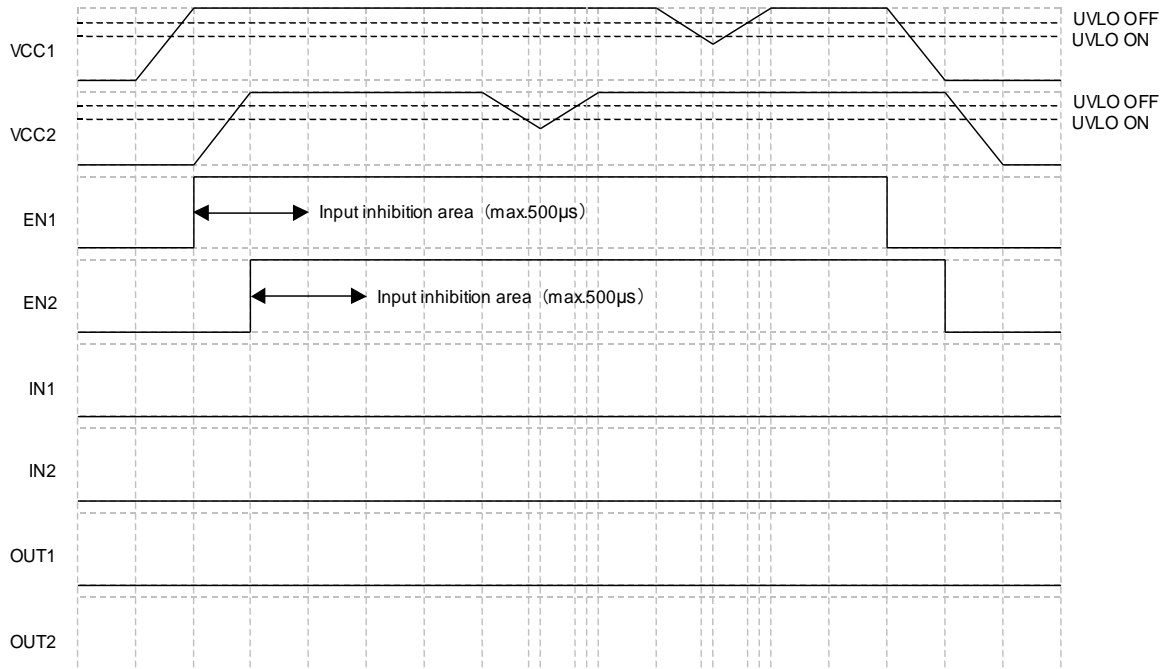 UVLO OFF
VCC1
UVLO ON
UVLO OFF
VCC2
UVLO ON
EN1
Input inhibition area（max.500µs）
EN2
Input inhibition area（max.500µs）
IN1
IN2
OUT1
OUT2